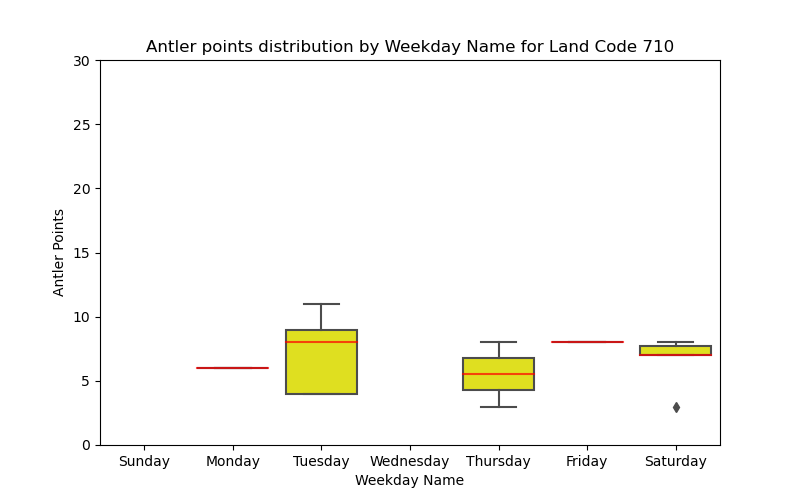 Antler points distribution by Weekday Name for Land Code 710
30
25
20
15
10
5
0
Antler Points
Sunday Monday Tuesday Wednesday Thursday Friday Saturday
Weekday Name